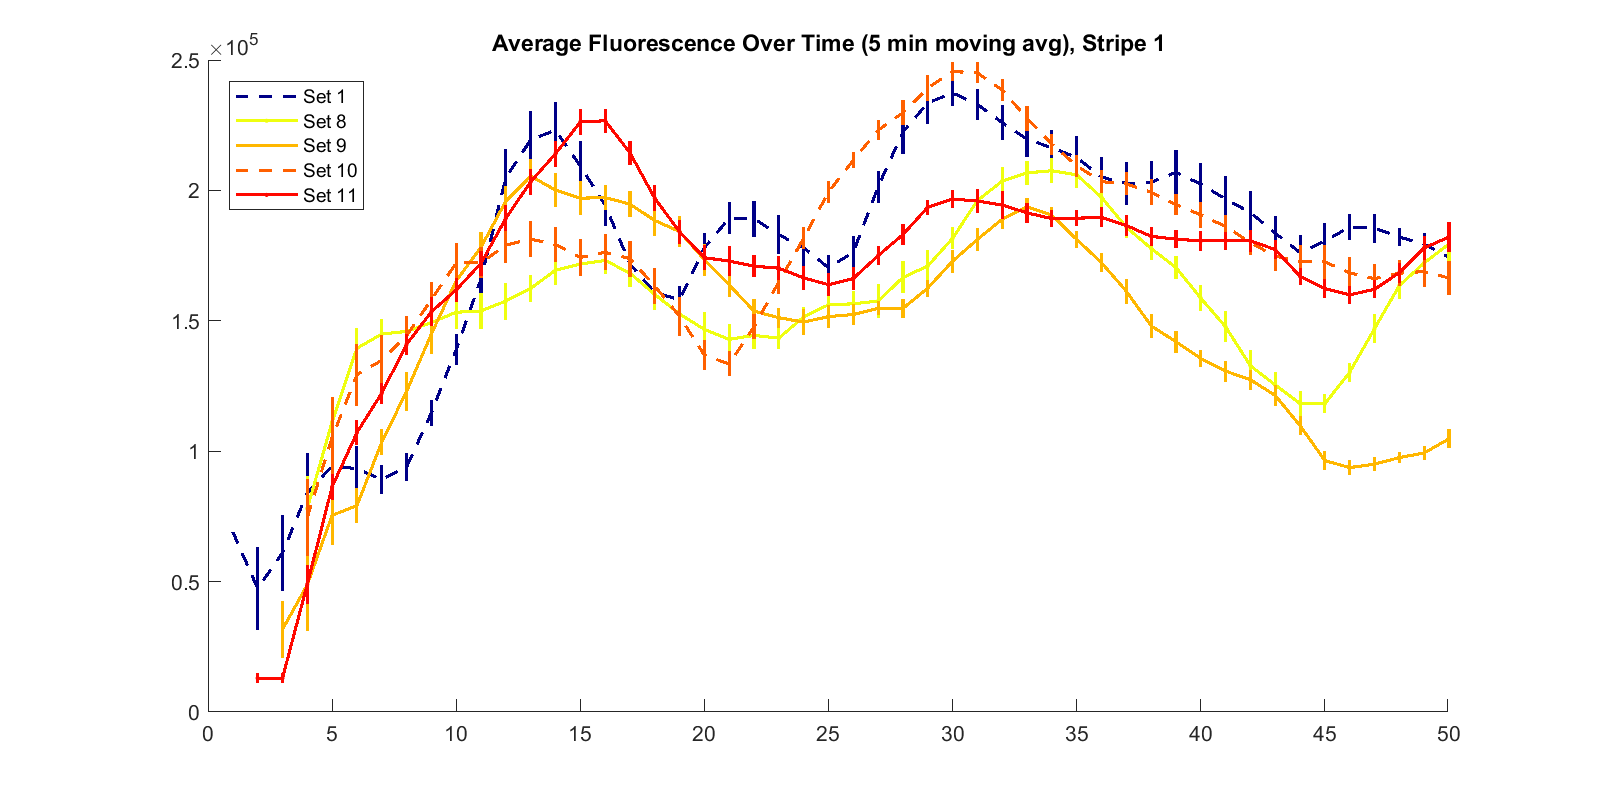 Average Fluorescence Over Time (5 min moving avg), Stripe 1
×10^5
2.5
2
1.5
1
0.5
0
Set 1
Set 8
Set 9
Set 10
Set 11
0 5 10 15 20 25 30 35 40 45 50